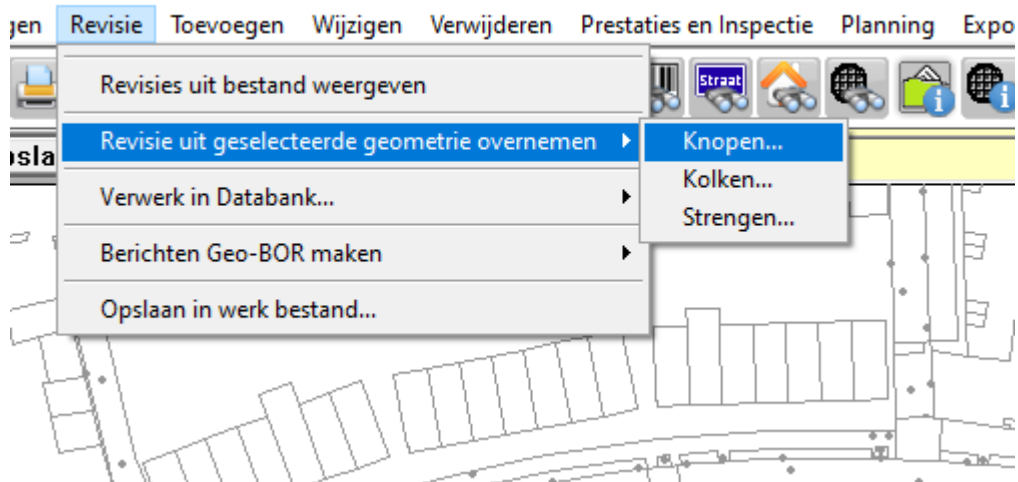 gen Revisie Toevoegen Wijzigen Verwijderen Prestaties en Inspectie Planning Expo
Revisies uit bestand weergeven
Straat
Revisie uit geselecteerde geometrie overnemen
Knopen...
osla
Kolken...
Verwerk in Databank...
Strengen...
Berichten Geo-BOR maken
Opslaan in werk bestand...